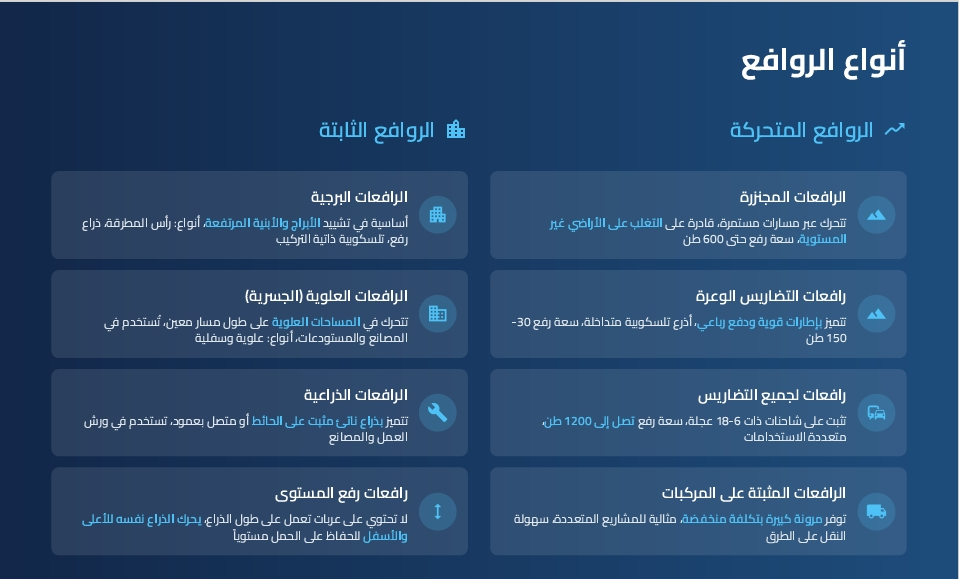 أنواع الروافع
الروافع المتحركة
الرافعات المجنزرة
تتحرك عبر مسارات مستمرة، قادرة على التغلب على الأراضي غير
المستوية، سعة رفع حتى 600 طن
رافعات التضاريس الوعرة
تتميز بإطارات قوية ودفع رباعي، أذرع تلسكوبية متداخلة، سعة رفع 30-
150 طن
رافعات لجميع التضاريس
تثبت على شاحنات ذات 6-18 عجلة، سعة رفع تصل إلى 1200 طن،
متعددة الاستخدامات
الرافعات المثبتة على المركبات
توفر مرونة كبيرة بتكلفة منخفضة، مثالية للمشاريع المتعددة، سهولة
النقل على الطرق
الروافع الثابتة
الرافعات البرجية
أساسية في تشييد الأبراج والأبنية المرتفعة، أنواع: رأس المطرقة، ذراع
رفع، تلسكوبية ذاتية التركيب
الرافعات العلوية (الجسرية)
تتحرك في المساحات العلوية على طول مسار معين، تُستخدم في
المصانع والمستودعات، أنواع: علوية وسفلية
الرافعات الذراعية
تتميز بذراع ناتئ مثبت على الحائط أو متصل بعمود، تستخدم في ورش
العمل والمصانع
رافعات رفع المستوى
لا تحتوي على عربات تعمل على طول الذراع، يحرك الذراع نفسه للأعلى
والأسفل للحفاظ على الحمل مستوياً